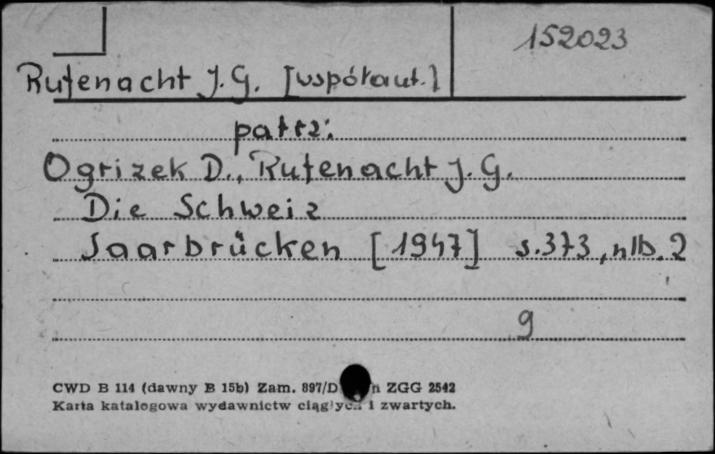 152023
Rufenacht J. G. [współaut.]
patrz:
Ogrizek D., Rufenacht J. G.
Die Schweiz
Saarbrücken [1947] s. 373, nlb. 2
9
CWD B 114 (dawny B 15b) Zam. 897/D ZGG 2542
Karta katalogowa wydawnictw ciągłych i zwartych.